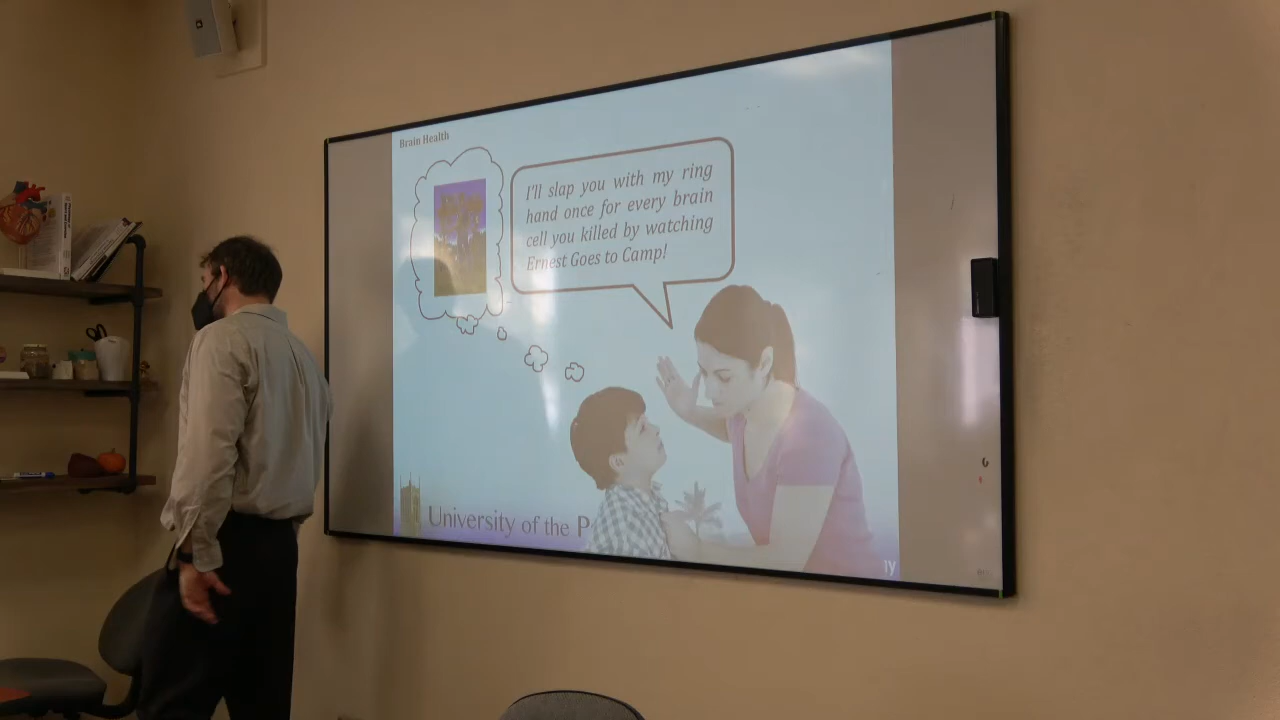 Brain Health
I'll slap you with my ring
hand once for every brain
cell you killed by watching
Ernest Goes to Camp!
University of the P
ly